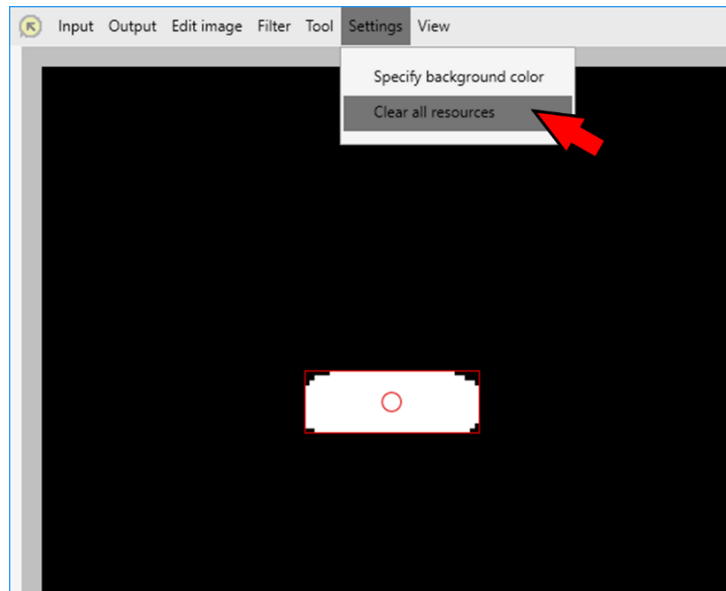 Input Output Edit image Filter Tool Settings View
Specify background color
Clear all resources